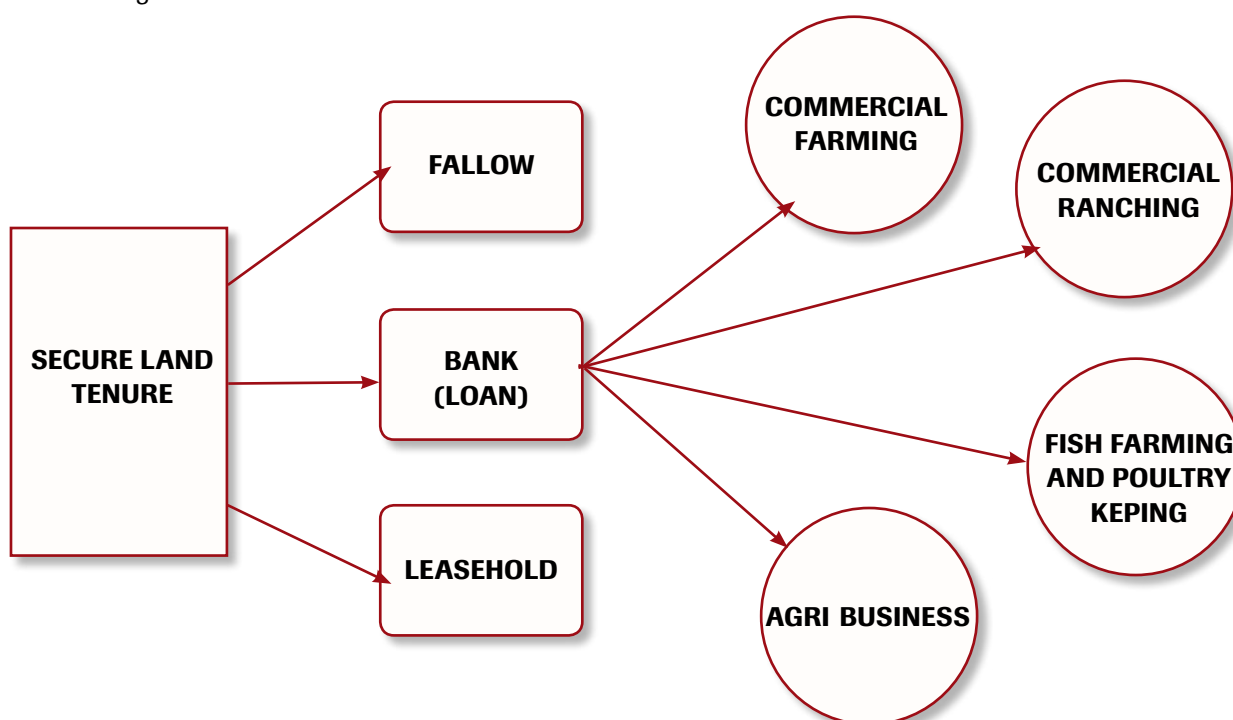 COMMERCIAL
FARMING
FALLOW
COMMERCIAL
RANCHING
SECURE LAND
TENURE
BANK
(LOAN)
FISH FARMING
AND POULTRY
KEPING
LEASEHOLD
AGRI BUSINESS